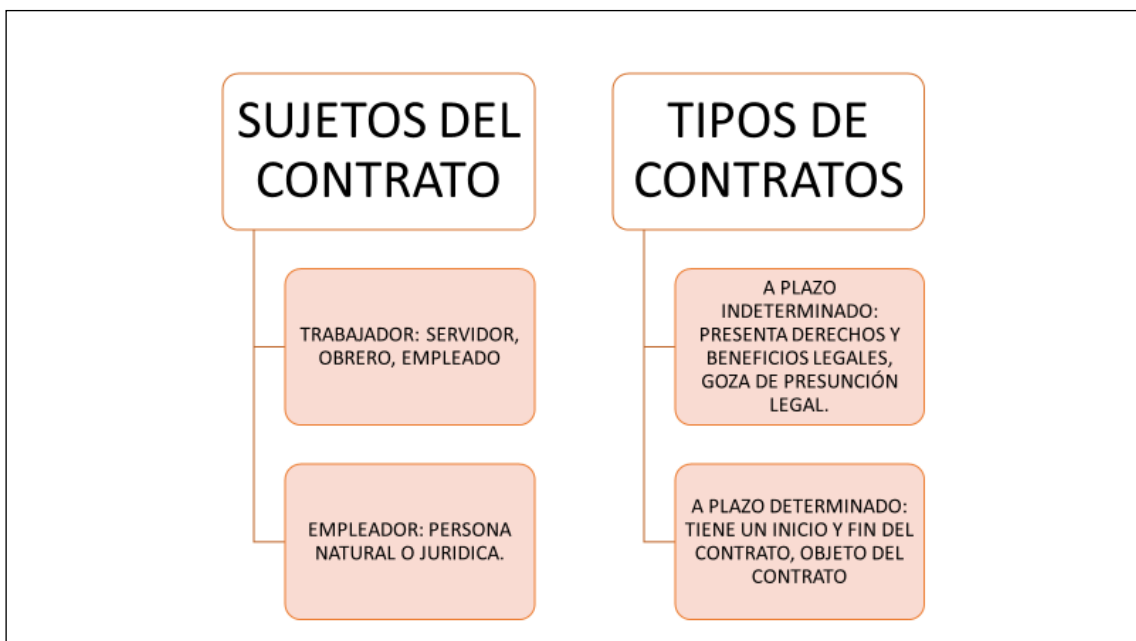 SUJETOS DEL
CONTRATO
TRABAJADOR: SERVIDOR,
OBRERO, EMPLEADO
EMPLEADOR: PERSONA
NATURAL O JURIDICA.
TIPOS DE
CONTRATOS
A PLAZO
INDETERMINADO:
PRESENTA DERECHOS Y
BENEFICIOS LEGALES,
GOZA DE PRESUNCIÓN
LEGAL.
A PLAZO DETERMINADO:
TIENE UN INICIO Y FIN DEL
CONTRATO, OBJETO DEL
CONTRATO